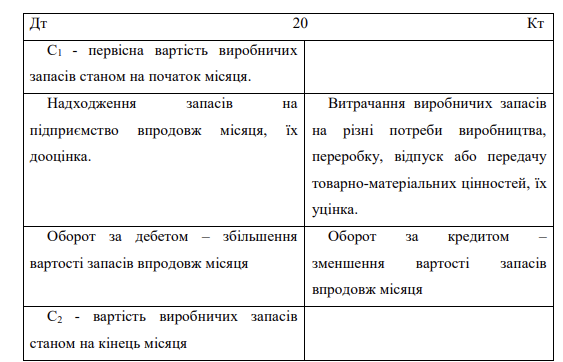 Дт 20 Кт
С1 - первісна вартість виробничих
запасів станом на початок місяця.
Надходження запасів на
підприємство впродовж місяця, їх
дооцінка.
Витрачання виробничих запасів
на різні потреби виробництва,
переробку, відпуск або передачу
товарно-матеріальних цінностей, їх
уцінка.
Оборот за дебетом – збільшення
вартості запасів впродовж місяця
Оборот за кредитом –
зменшення вартості запасів
впродовж місяця
С2 - вартість виробничих запасів
станом на кінець місяця